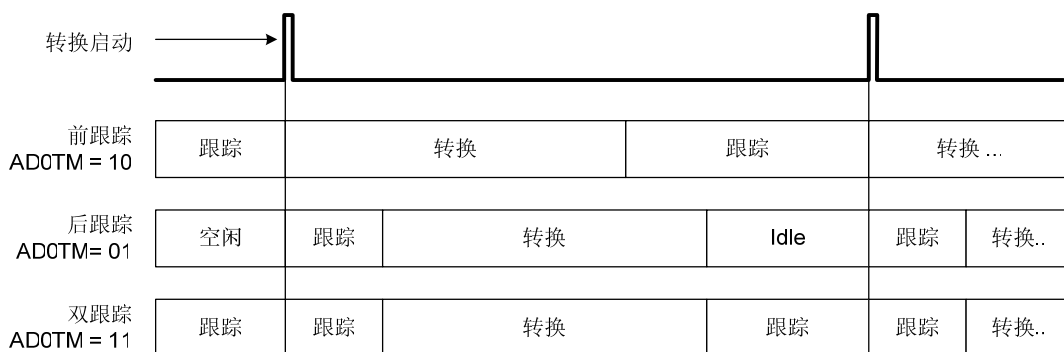 转换启动
前跟踪
AD0TM = 10
跟踪 转换 跟踪 转换 ...
后跟踪
AD0TM= 01
空闲 跟踪 转换 Idle 跟踪 转换..
双跟踪
AD0TM = 11
跟踪 跟踪 转换 跟踪 跟踪 转换..